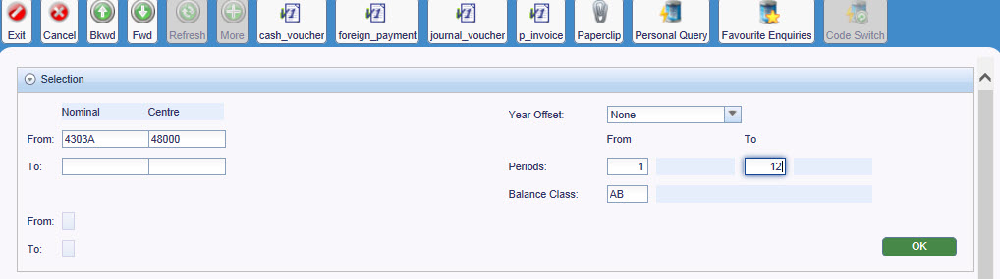 Exit Cancel Bkwd Fwd Refresh More cash_voucher foreign_payment journal_voucher p_invoice Paperclip Personal Query Favourite Enquiries Code Switch
Selection
Nominal Centre
Year Offset: None
From: 4303A 48000
From To
To:
Periods: 1 12
Balance Class: AB
From:
To:
OK